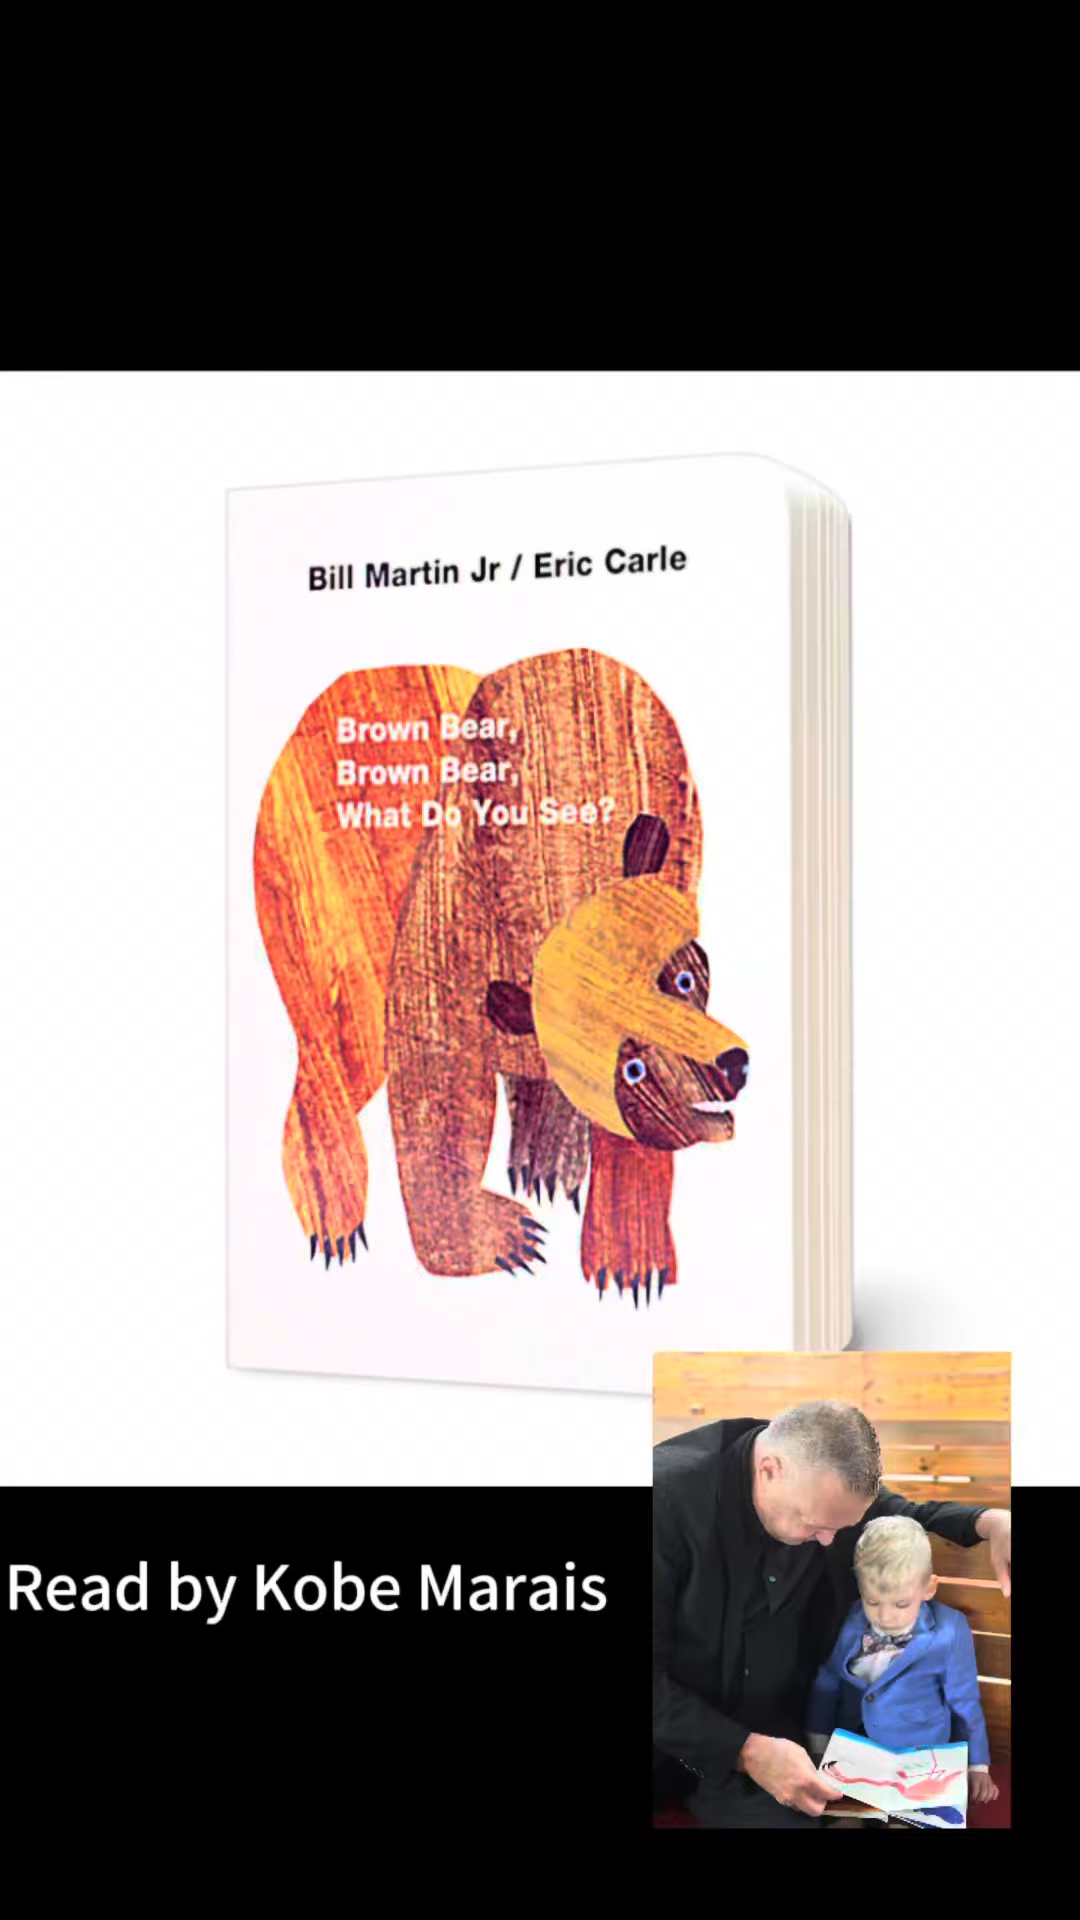 Bill Martin Jr / Eric Carle
Brown Bear,
Brown Bear,
What Do You See?
Read by Kobe Marais